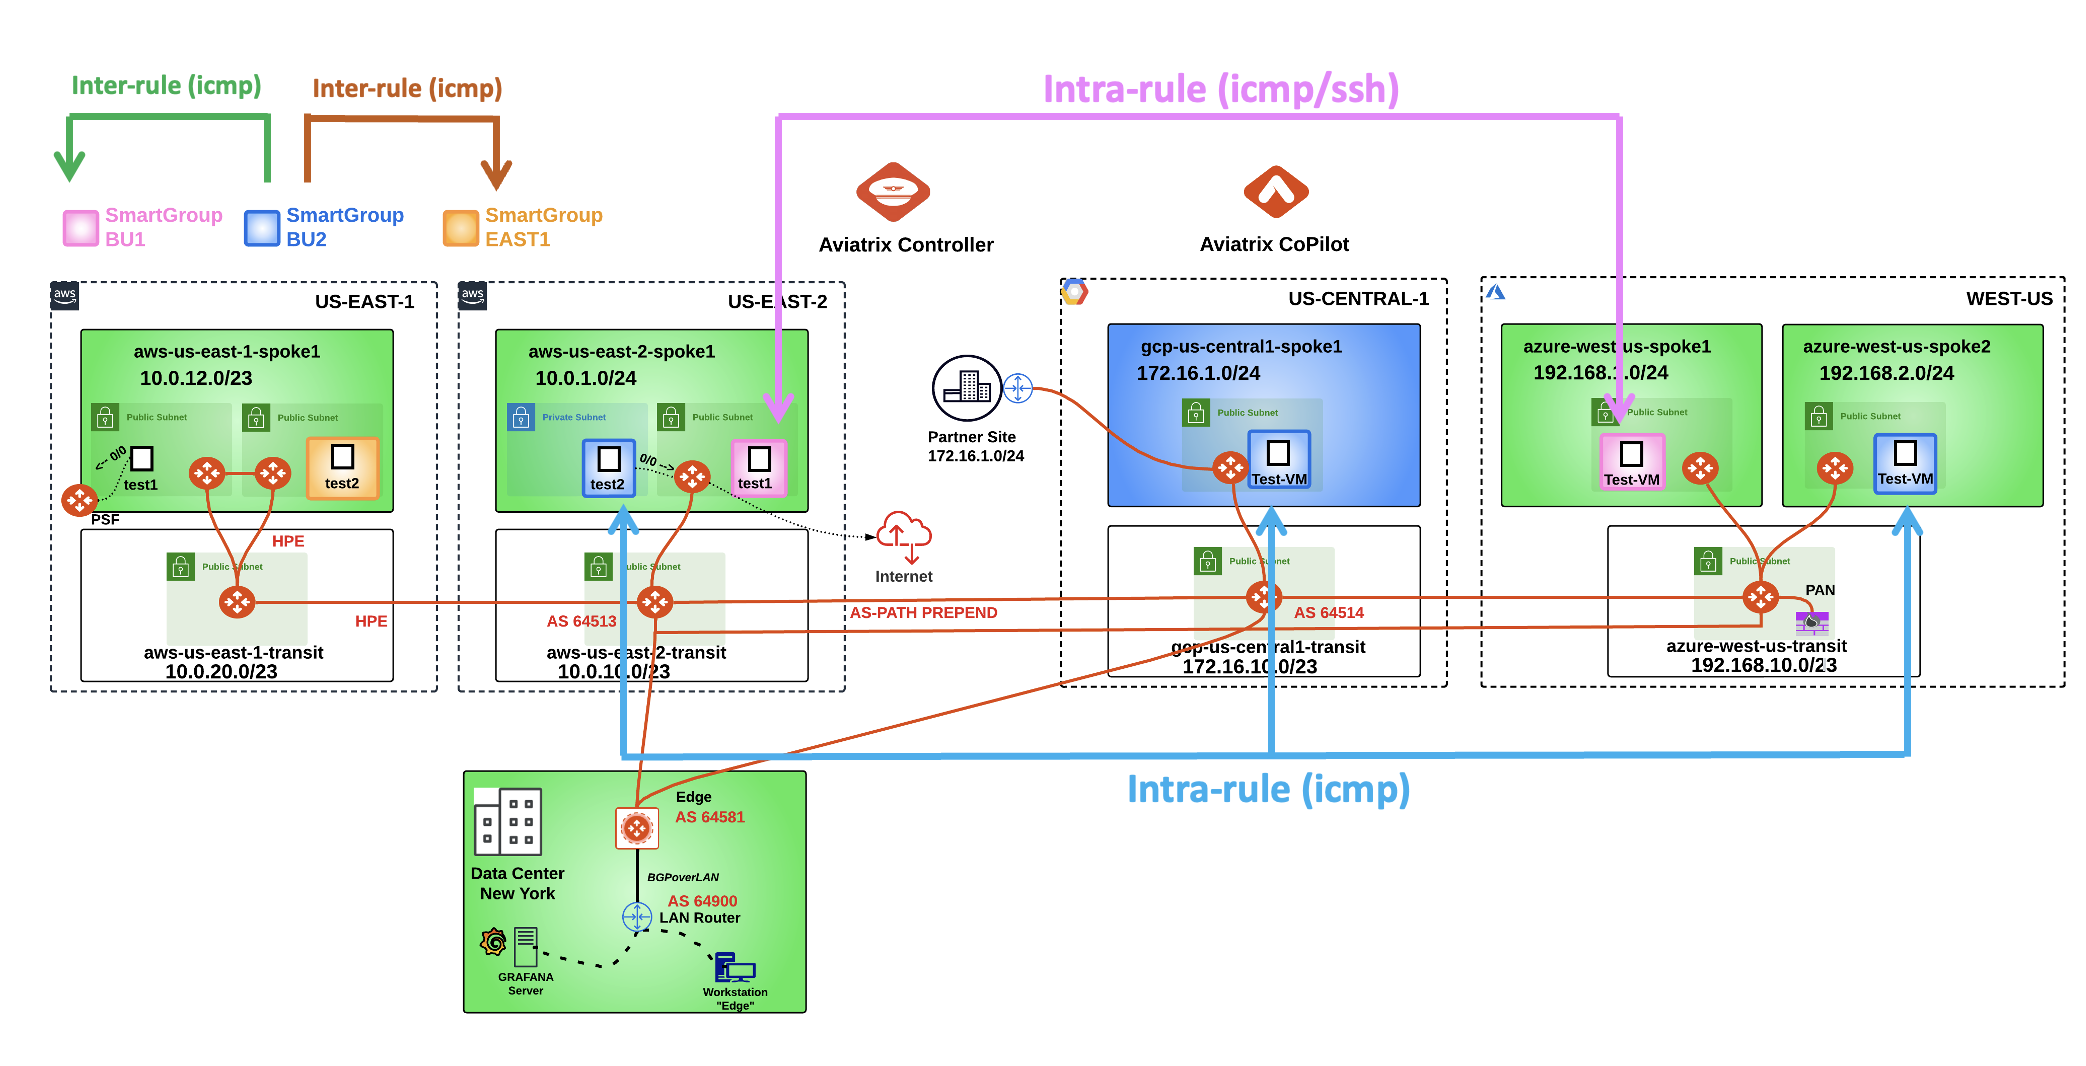 Inter-rule (icmp)
Inter-rule (icmp)
Intra-rule (icmp/ssh)
SmartGroup
BU1
SmartGroup
BU2
SmartGroup
EAST1
Aviatrix Controller
Aviatrix CoPilot
aws
US-EAST-1
aws-us-east-1-spoke1
10.0.12.0/23
Public Subnet
Public Subnet
<-- 0/0
test1
test2
PSF
HPE
Public Subnet
HPE
aws-us-east-1-transit
10.0.20.0/23
aws
US-EAST-2
aws-us-east-2-spoke1
10.0.1.0/24
Private Subnet
Public Subnet
0/0 -->
test2
test1
Public Subnet
AS 64513
aws-us-east-2-transit
10.0.10.0/23
Internet
AS-PATH PREPEND
Partner Site
172.16.1.0/24
US-CENTRAL-1
gcp-us-central1-spoke1
172.16.1.0/24
Public Subnet
Test-VM
Public Subnet
AS 64514
gcp-us-central1-transit
172.16.10.0/23
WEST-US
azure-west-us-spoke1
192.168.1.0/24
Public Subnet
Test-VM
azure-west-us-spoke2
192.168.2.0/24
Public Subnet
Test-VM
Public Subnet
PAN
azure-west-us-transit
192.168.10.0/23
Intra-rule (icmp)
Edge
AS 64581
Data Center
New York
BGPoverLAN
AS 64900
LAN Router
GRAFANA
Server
Workstation
"Edge"